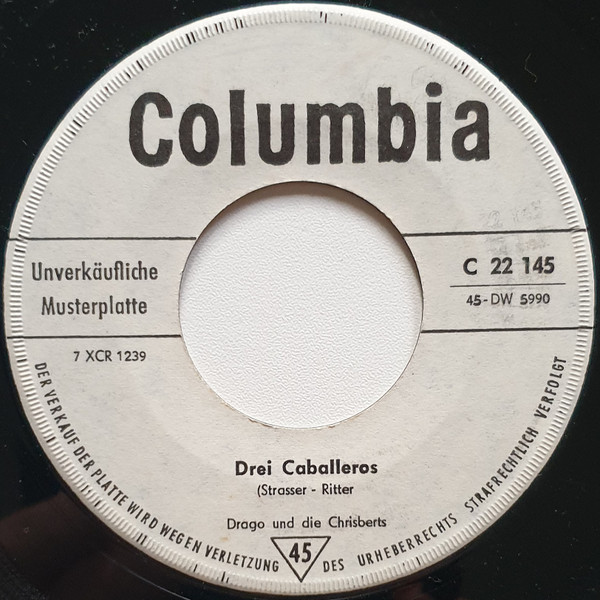 Columbia
Unverkäufliche
Musterplatte
C 22 145
45-DW 5990
7 XCR 1239
Drei Caballeros
(Strasser - Ritter
Drago und die Chrisberts
45
DER VERKAUF DER PLATTE WIRD WEGEN VERLETZUNG DES URHEBERRECHTS STRAFRECHTLICH VERFOLGT